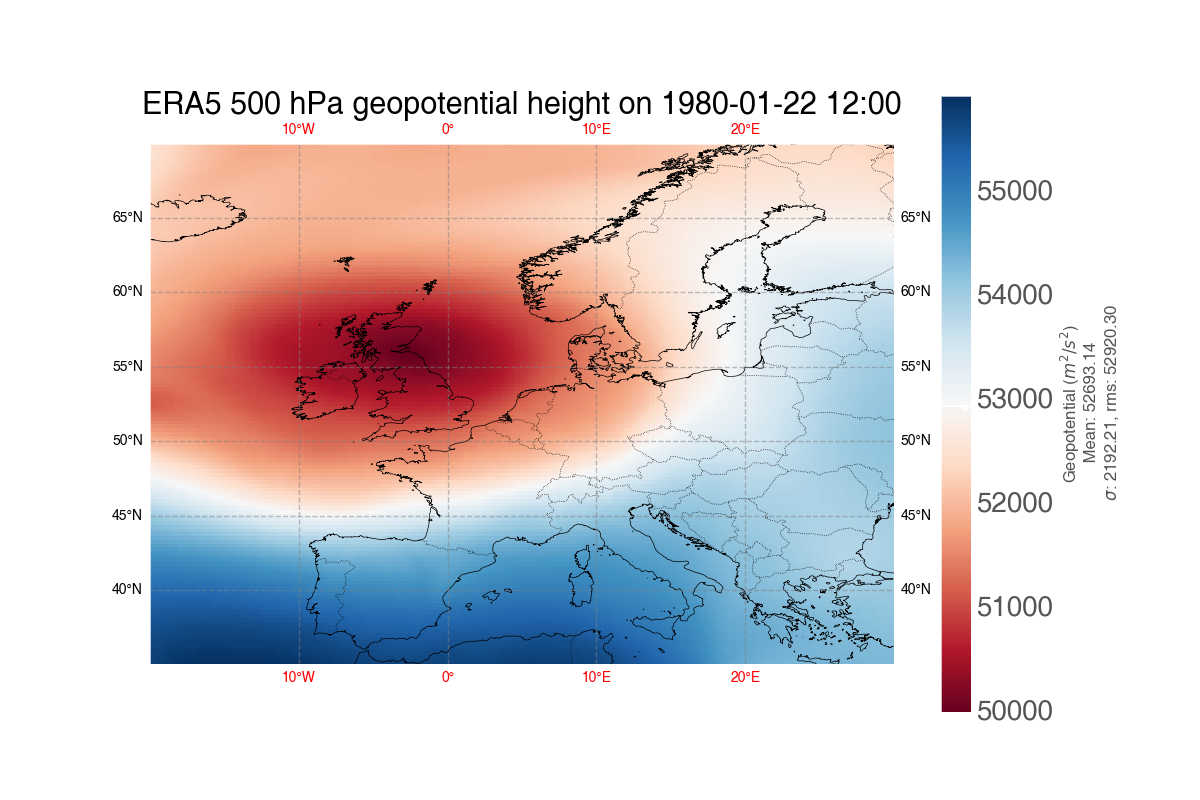 ERA5 500 hPa geopotential height on 1980-01-22 12:00
10°W 0° 10°E 20°E
65°N 65°N
60°N 60°N
55°N 55°N
50°N 50°N
45°N 45°N
40°N 40°N
10°W 0° 10°E 20°E
55000
54000
53000
52000
51000
50000
Geopotential (m²/s²)
Mean: 52693.14
σ: 2192.21, rms: 52920.30